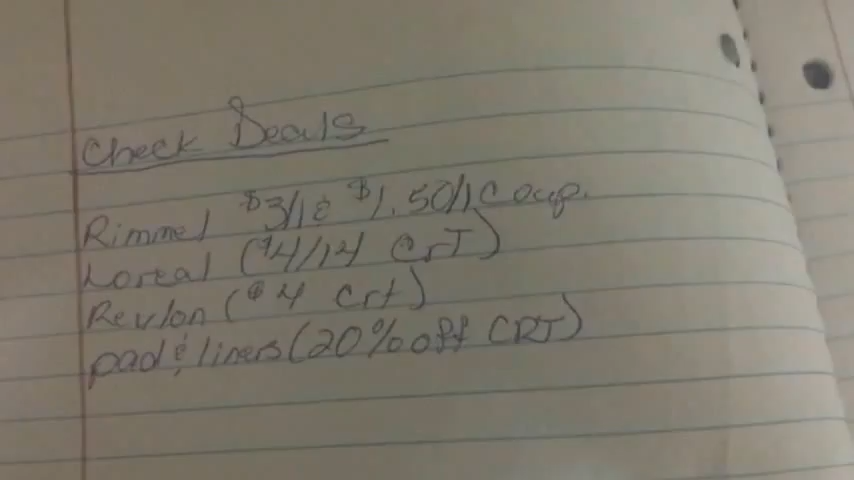 Check Deals
Rimmel $3/1 & $1.50/1 Coup.
Loreal ($4/14 CRT)
Revlon ($4 Crt)
pad & liners (20% off CRT)